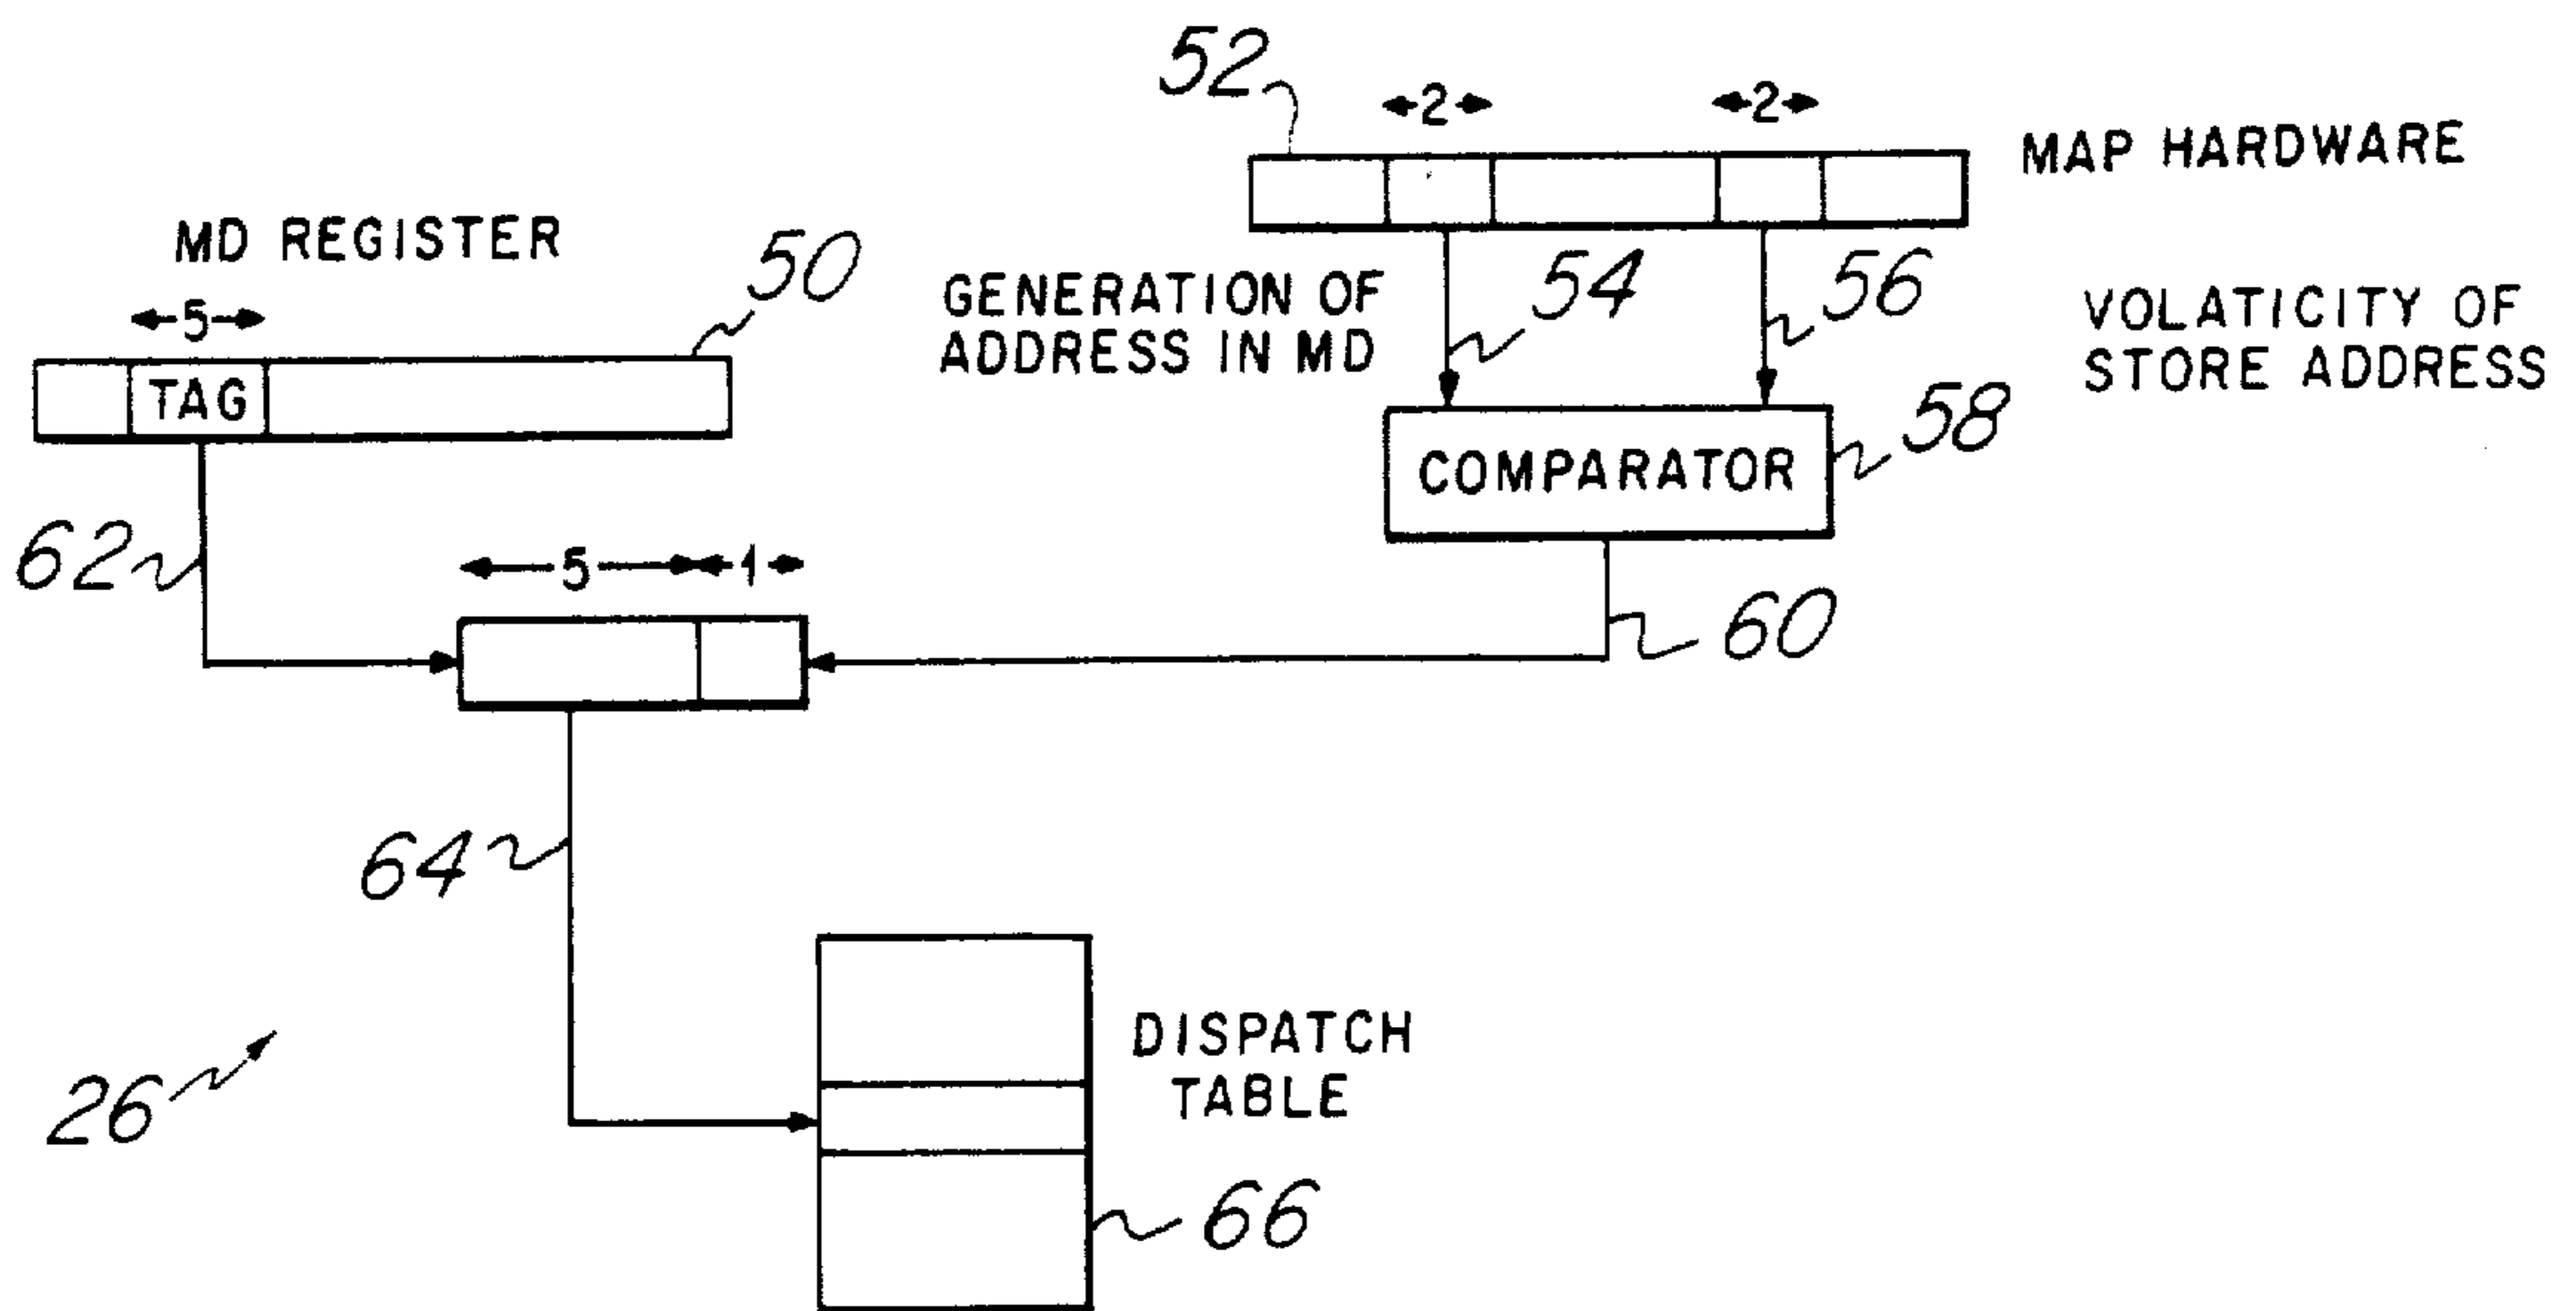 52
2
2
MAP HARDWARE
MD REGISTER
50
GENERATION OF
ADDRESS IN MD
54
56
VOLATICITY OF
STORE ADDRESS
5
TAG
COMPARATOR
58
62
5
1
60
64
DISPATCH
TABLE
26
66